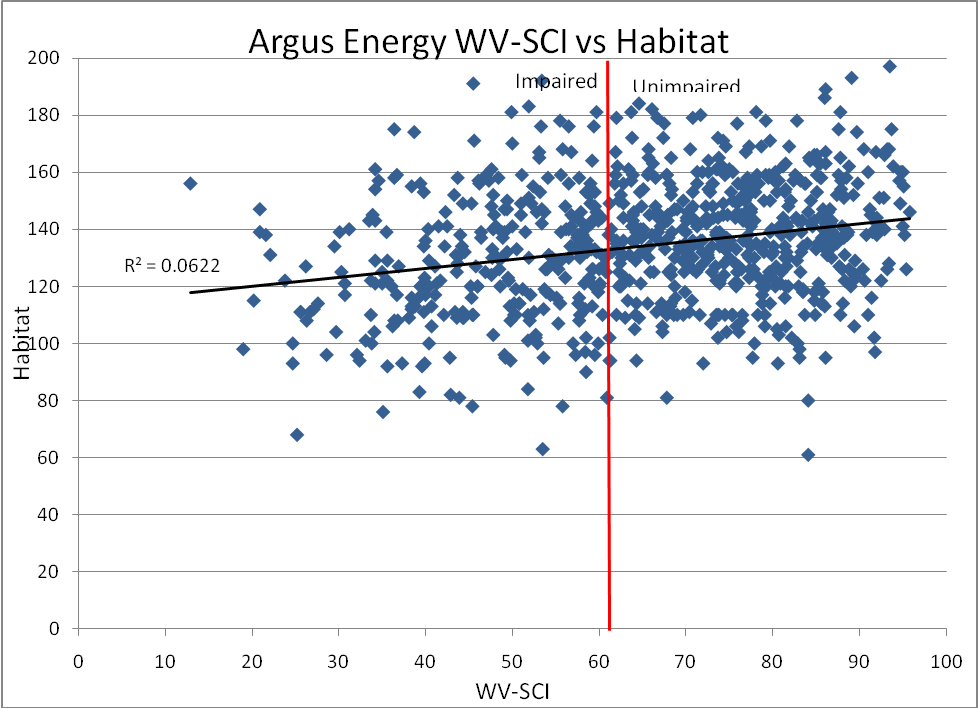 Argus Energy WV-SCI vs Habitat
200
180
160
140
120
100
80
60
40
20
0
Impaired
Unimpaired
R² = 0.0622
Habitat
0 10 20 30 40 50 60 70 80 90 100
WV-SCI